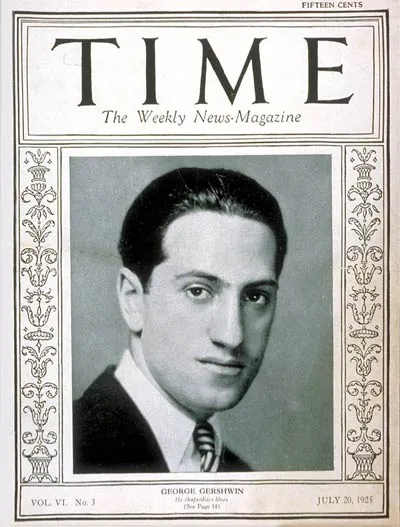 FIFTEEN CENTS
TIME
The Weekly News-Magazine
GEORGE GERSHWIN
He rhapsodizes blues
(See Page 14)
VOL. VI. No. 3
JULY 20, 1925